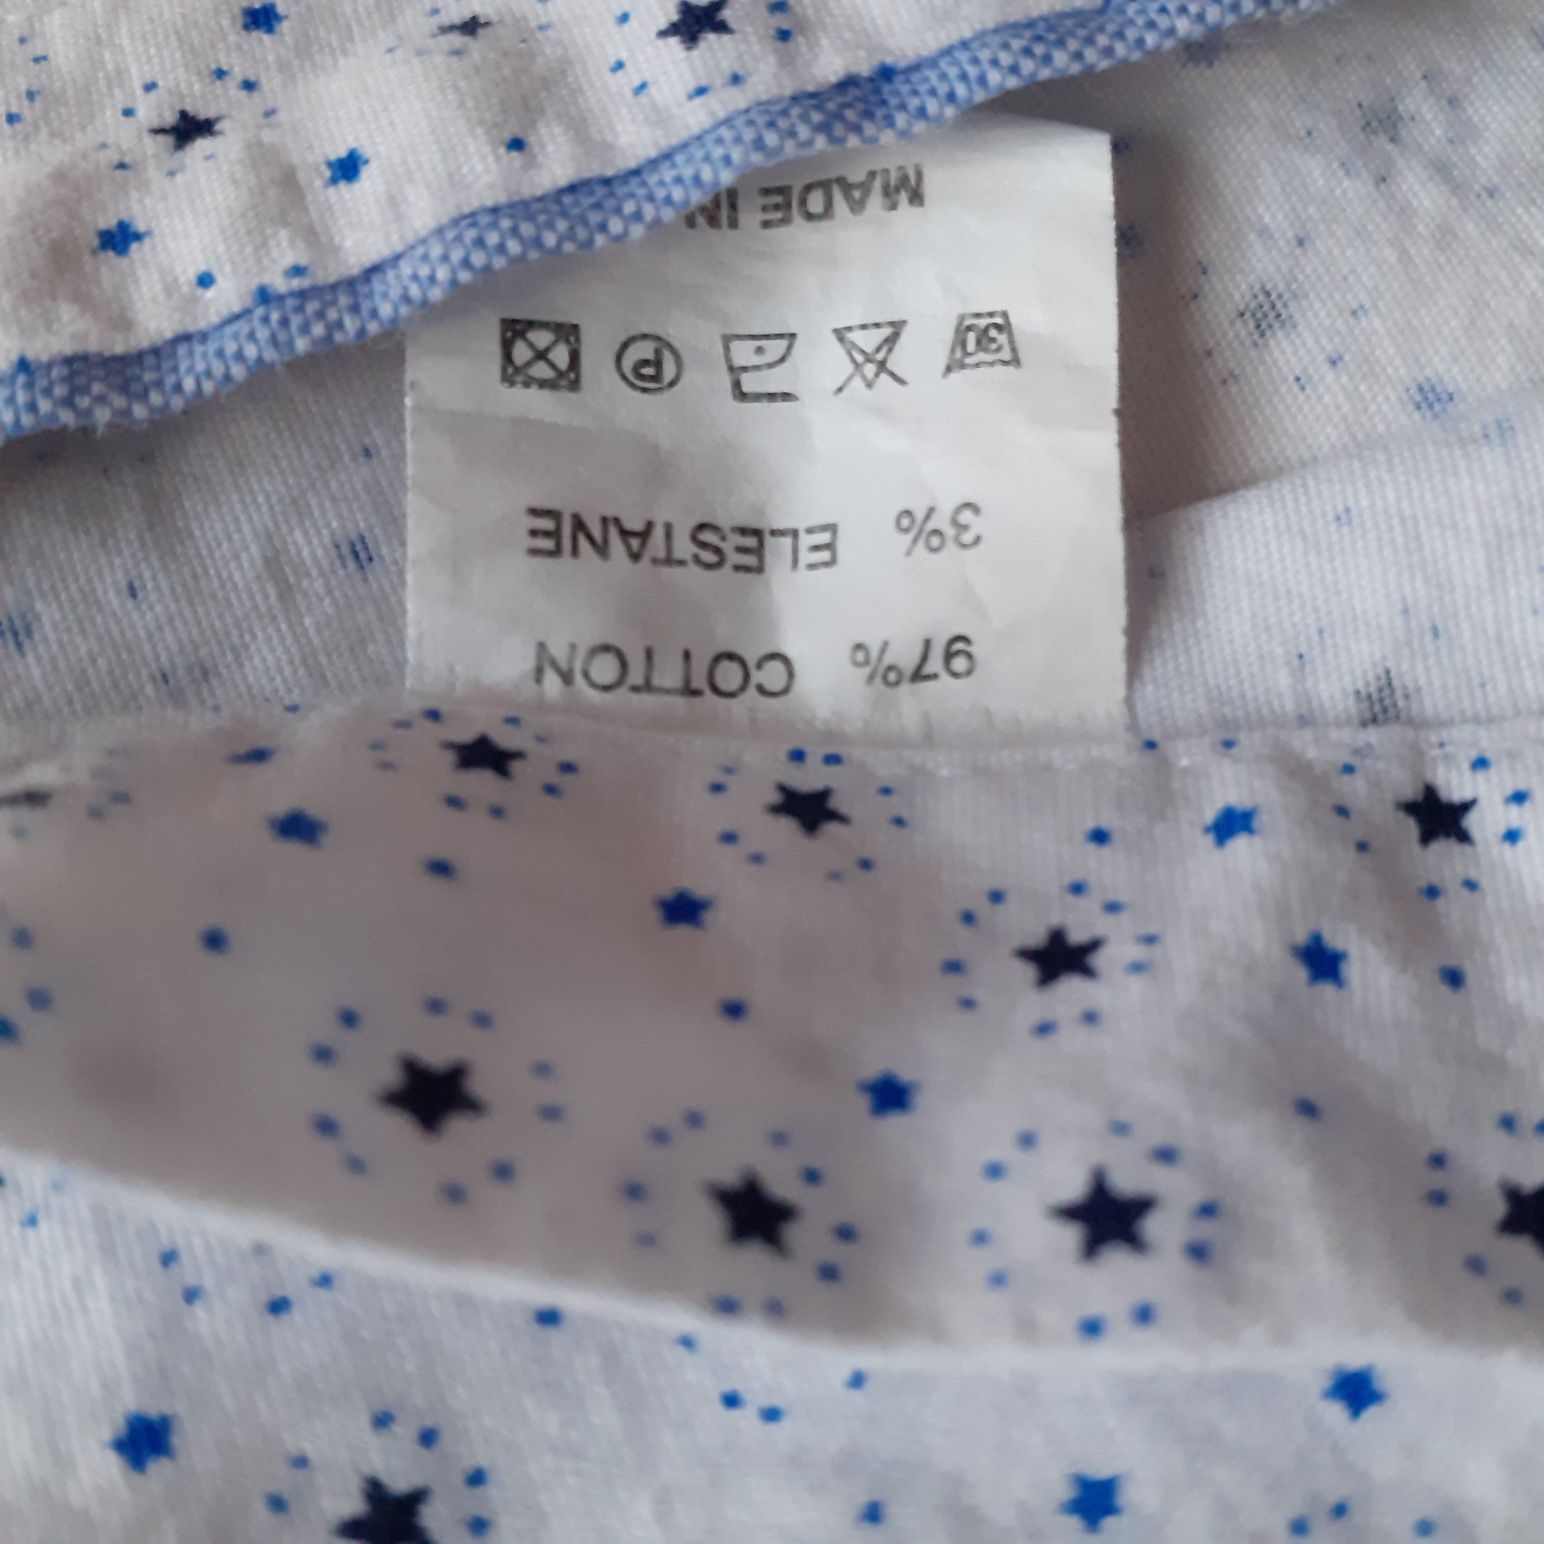 97% COTTON
3% ELESTANE
30 P
MADE IN